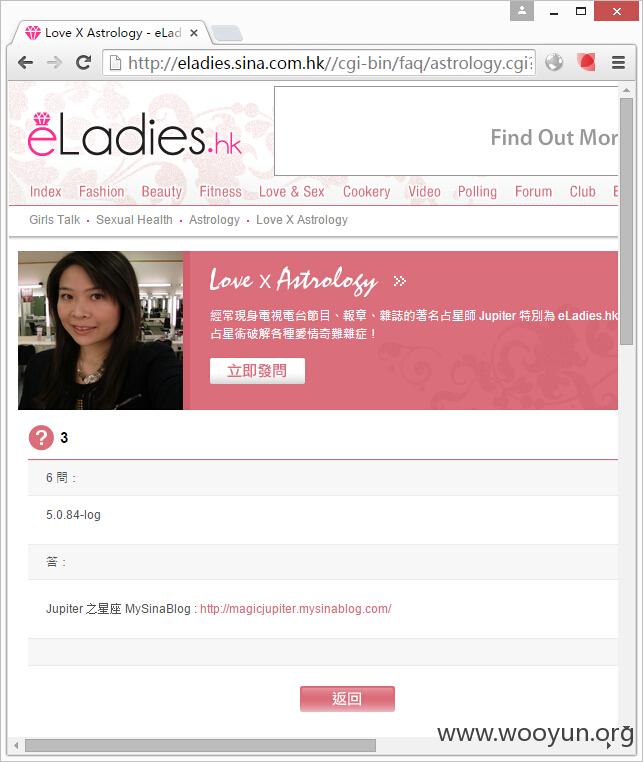 Love X Astrology - eLad
http://eladies.sina.com.hk//cgi-bin/faq/astrology.cgi
eLadies.hk
Find Out Mor
Index Fashion Beauty Fitness Love & Sex Cookery Video Polling Forum Club
Girls Talk • Sexual Health • Astrology • Love X Astrology
Love x Astrology »
經常現身電視電台節目、報章、雜誌的著名占星師 Jupiter 特別為 eLadies.hk
占星術破解各種愛情奇難雜症！
立即發問
? 3
6 問：
5.0.84-log
答：
Jupiter 之星座 MySinaBlog : http://magicjupiter.mysinablog.com/
返回
www.wooyun.org